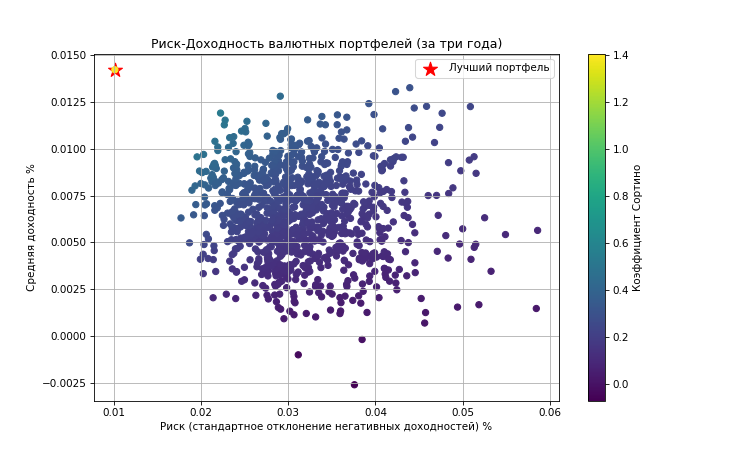 Риск-Доходность валютных портфелей (за три года)
Лучший портфель
Средняя доходность %
0.0150
0.0125
0.0100
0.0075
0.0050
0.0025
0.0000
−0.0025
0.01 0.02 0.03 0.04 0.05 0.06
Риск (стандартное отклонение негативных доходностей) %
1.4
1.2
1.0
0.8
0.6
0.4
0.2
0.0
Коэффициент Сортино